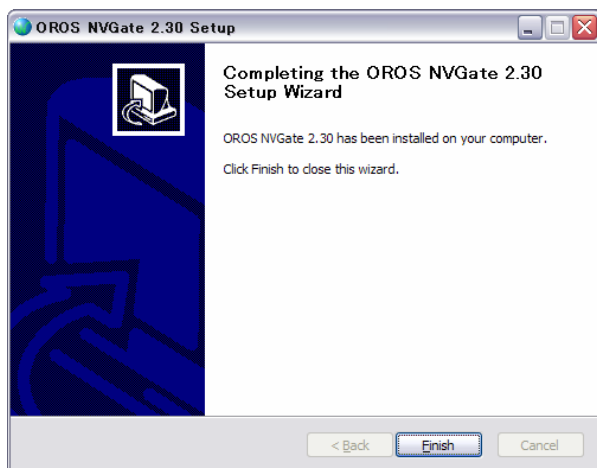 OROS NVGate 2.30 Setup
Completing the OROS NVGate 2.30
Setup Wizard
OROS NVGate 2.30 has been installed on your computer.
Click Finish to close this wizard.
< Back
Finish
Cancel